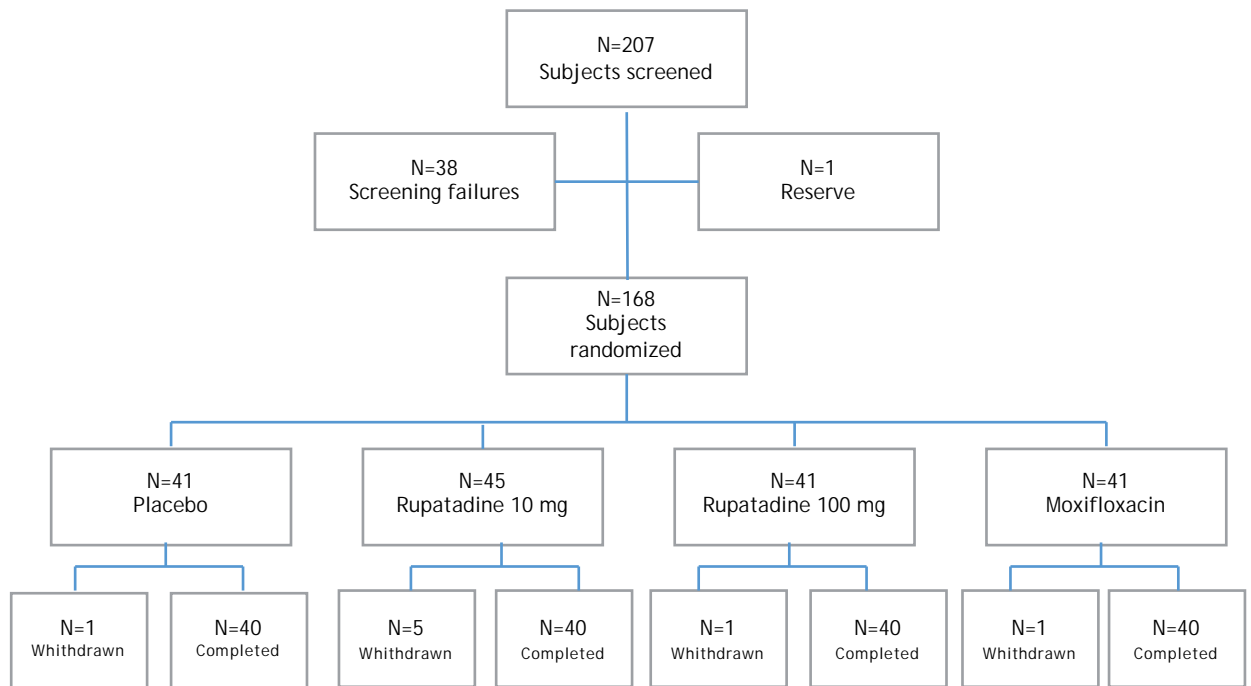 N=207
Subjects screened
N=38
Screening failures
N=1
Reserve
N=168
Subjects
randomized
N=41
Placebo
N=45
Rupatadine 10 mg
N=41
Rupatadine 100 mg
N=41
Moxifloxacin
N=1
Whithdrawn
N=40
Completed
N=5
Whithdrawn
N=40
Completed
N=1
Whithdrawn
N=40
Completed
N=1
Whithdrawn
N=40
Completed